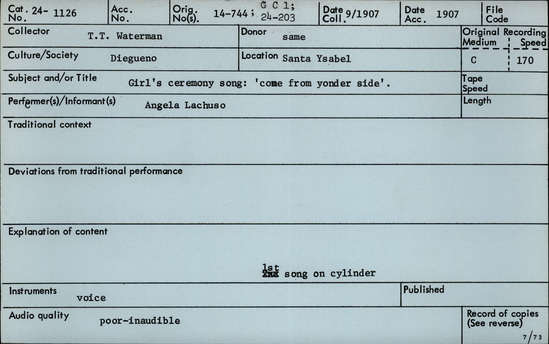 Cat. No. 24- 1126 Acc. No. Orig. No(s). 14-744; G C 1; 24-203 Date Coll. 9/1907 Date Acc. 1907 File Code
Collector T.T. Waterman Donor same Original Recording Medium Speed
Culture/Society Diegueno Location Santa Ysabel C 170
Subject and/or Title Girl's ceremony song: 'come from yonder side'. Tape Speed
Performer(s)/Informant(s) Angela Lachuso Length
Traditional context
Deviations from traditional performance
Explanation of content
1st
2nd song on cylinder
Instruments voice Published
Audio quality poor-inaudible Record of copies (See reverse)
7/73